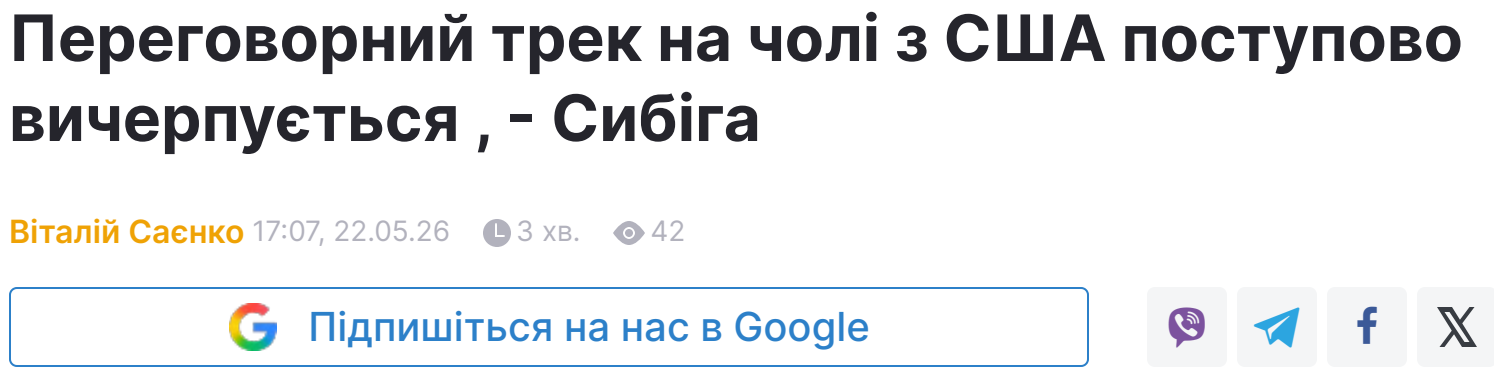 Переговорний трек на чолі з США поступово
вичерпується , - Сибіга
Віталій Саєнко 17:07, 22.05.26 3 хв. 42
Підпишіться на нас в Google